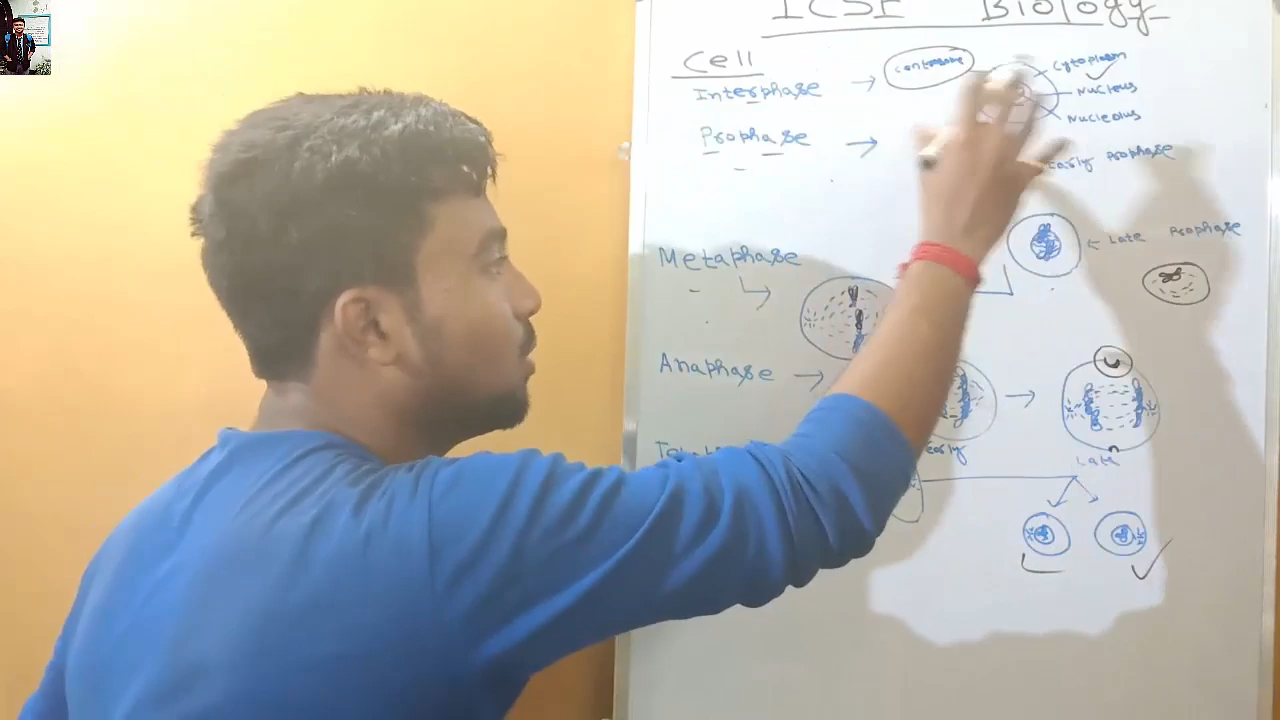 ICSE Biology
Cell
Interphase → Centrosome Cytoplasm
Nucleus
Nucleolus
Prophase →
Early Prophase
Late Prophase
Metaphase
Anaphase →
early
Late